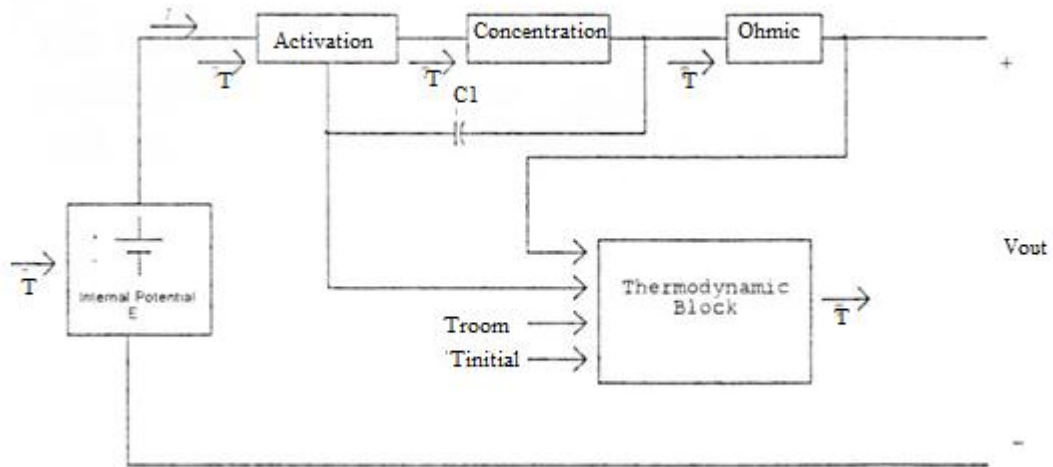 I
Activation
Concentration
Ohmic
T
T
T
+
C1
Vout
T
Internal Potential
E
Thermodynamic
Block
T
Troom
Tinitial
-